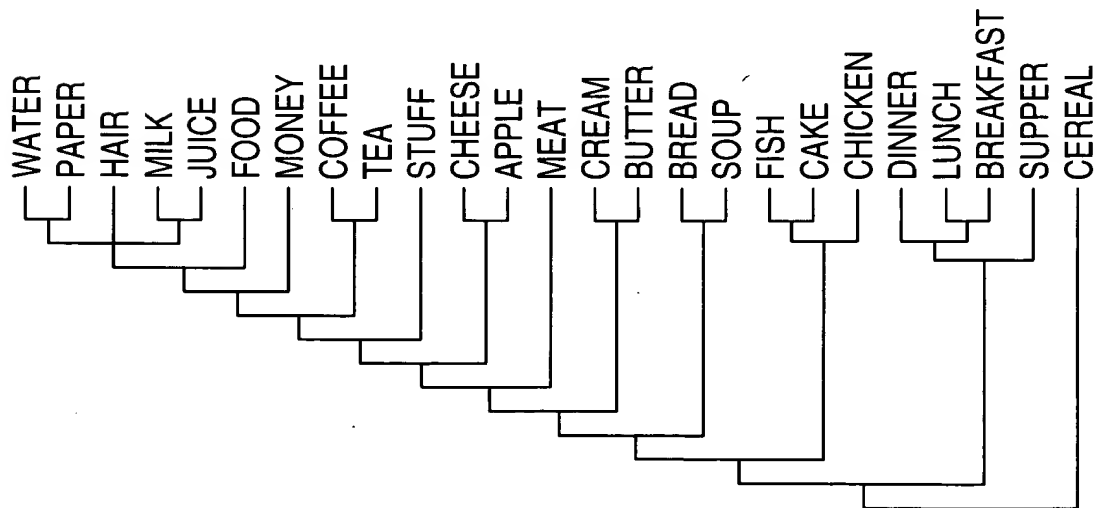 WATER
PAPER
HAIR
MILK
JUICE
FOOD
MONEY
COFFEE
TEA
STUFF
CHEESE
APPLE
MEAT
CREAM
BUTTER
BREAD
SOUP
FISH
CAKE
CHICKEN
DINNER
LUNCH
BREAKFAST
SUPPER
CEREAL